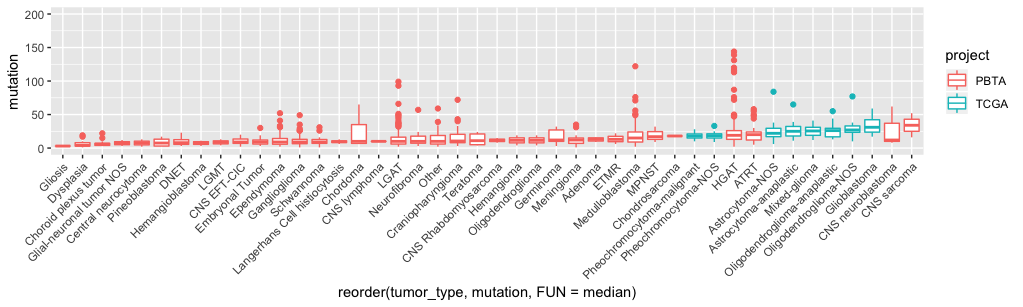 mutation
200
150
100
50
0
Gliosis
Dysplasia
Choroid plexus tumor
Glial-neuronal tumor NOS
Central neurocytoma
Pineoblastoma
DNET
Hemangioblastoma
LGMT
CNS EFT-CIC
Embryonal Tumor
Ependymoma
Ganglioglioma
Schwannoma
Langerhans Cell histiocytosis
Chordoma
CNS lymphoma
LGAT
Neurofibroma
Other
Craniopharyngioma
Teratoma
CNS Rhabdomyosarcoma
Hemangioma
Oligodendroglioma
Germinoma
Meningioma
Adenoma
ETMR
Medulloblastoma
MPNST
Chondrosarcoma
Pheochromocytoma-malignant
Pheochromocytoma-NOS
HGAT
ATRT
Astrocytoma-NOS
Astrocytoma-anaplastic
Mixed-glioma
Oligodendroglioma-anaplastic
Oligodendroglioma-NOS
Glioblastoma
CNS neuroblastoma
CNS sarcoma
reorder(tumor_type, mutation, FUN = median)
project
PBTA
TCGA